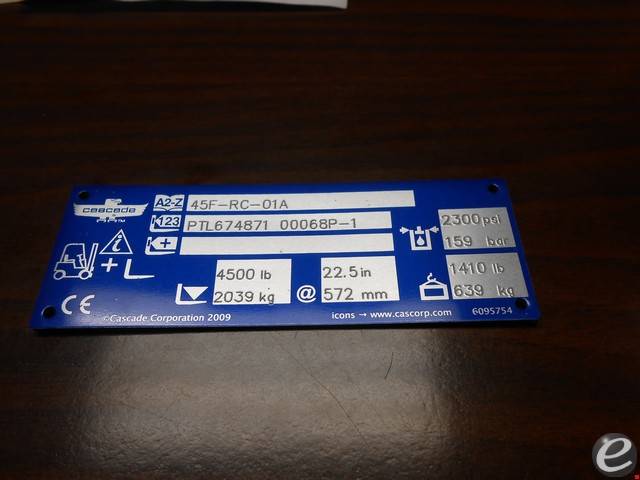 cascade
A2-Z 45F-RC-01A
123 PTL674871 00068P-1
+
2300 psi
159 bar
4500 lb
2039 kg
@
22.5 in
572 mm
1410 lb
639 kg
CE
©Cascade Corporation 2009
icons → www.cascorp.com
6095754
e